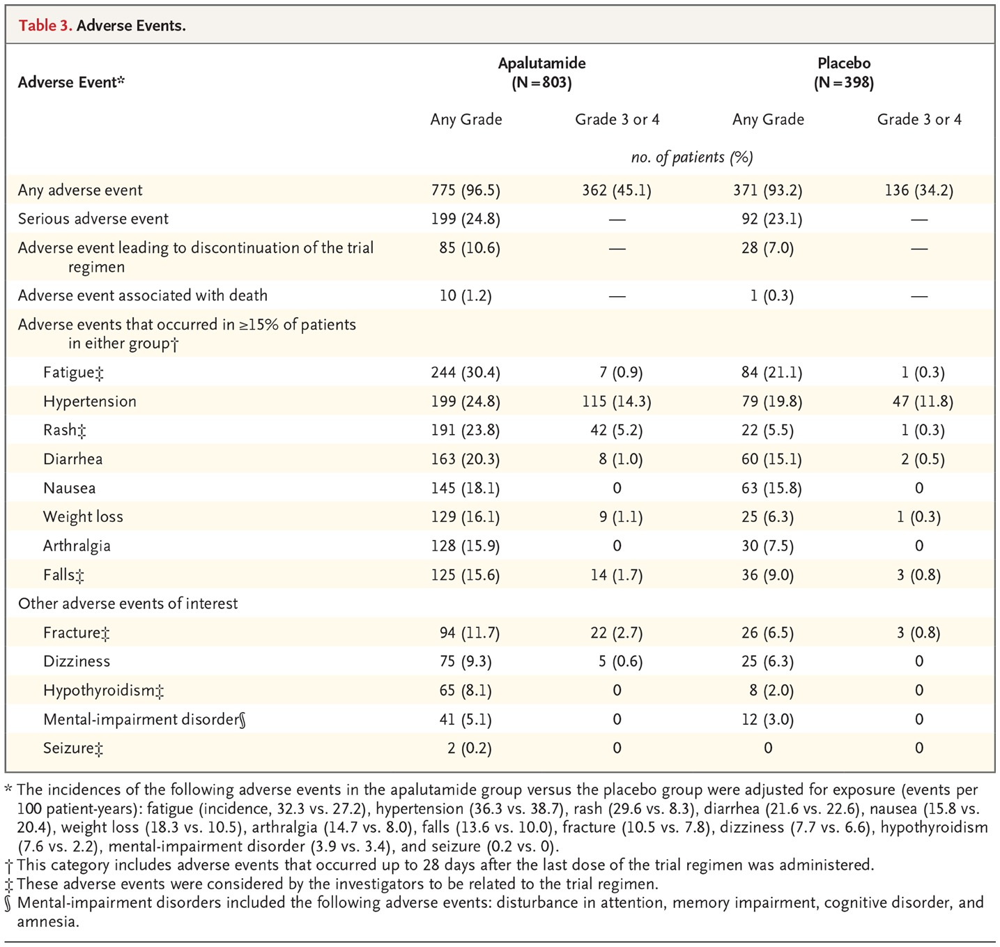 Table 3. Adverse Events.
Adverse Event* Apalutamide (N=803) Placebo (N=398)
Any Grade Grade 3 or 4 Any Grade Grade 3 or 4
no. of patients (%)
Any adverse event 775 (96.5) 362 (45.1) 371 (93.2) 136 (34.2)
Serious adverse event 199 (24.8) — 92 (23.1) —
Adverse event leading to discontinuation of the trial 85 (10.6) — 28 (7.0) —
regimen
Adverse event associated with death 10 (1.2) — 1 (0.3) —
Adverse events that occurred in ≥15% of patients
in either group†
Fatigue‡ 244 (30.4) 7 (0.9) 84 (21.1) 1 (0.3)
Hypertension 199 (24.8) 115 (14.3) 79 (19.8) 47 (11.8)
Rash‡ 191 (23.8) 42 (5.2) 22 (5.5) 1 (0.3)
Diarrhea 163 (20.3) 8 (1.0) 60 (15.1) 2 (0.5)
Nausea 145 (18.1) 0 63 (15.8) 0
Weight loss 129 (16.1) 9 (1.1) 25 (6.3) 1 (0.3)
Arthralgia 128 (15.9) 0 30 (7.5) 0
Falls‡ 125 (15.6) 14 (1.7) 36 (9.0) 3 (0.8)
Other adverse events of interest
Fracture‡ 94 (11.7) 22 (2.7) 26 (6.5) 3 (0.8)
Dizziness 75 (9.3) 5 (0.6) 25 (6.3) 0
Hypothyroidism‡ 65 (8.1) 0 8 (2.0) 0
Mental-impairment disorder§ 41 (5.1) 0 12 (3.0) 0
Seizure‡ 2 (0.2) 0 0 0
* The incidences of the following adverse events in the apalutamide group versus the placebo group were adjusted for exposure (events per
100 patient-years): fatigue (incidence, 32.3 vs. 27.2), hypertension (36.3 vs. 38.7), rash (29.6 vs. 8.3), diarrhea (21.6 vs. 22.6), nausea (15.8 vs.
20.4), weight loss (18.3 vs. 10.5), arthralgia (14.7 vs. 8.0), falls (13.6 vs. 10.0), fracture (10.5 vs. 7.8), dizziness (7.7 vs. 6.6), hypothyroidism
(7.6 vs. 2.2), mental-impairment disorder (3.9 vs. 3.4), and seizure (0.2 vs. 0).
† This category includes adverse events that occurred up to 28 days after the last dose of the trial regimen was administered.
‡ These adverse events were considered by the investigators to be related to the trial regimen.
§ Mental-impairment disorders included the following adverse events: disturbance in attention, memory impairment, cognitive disorder, and
amnesia.